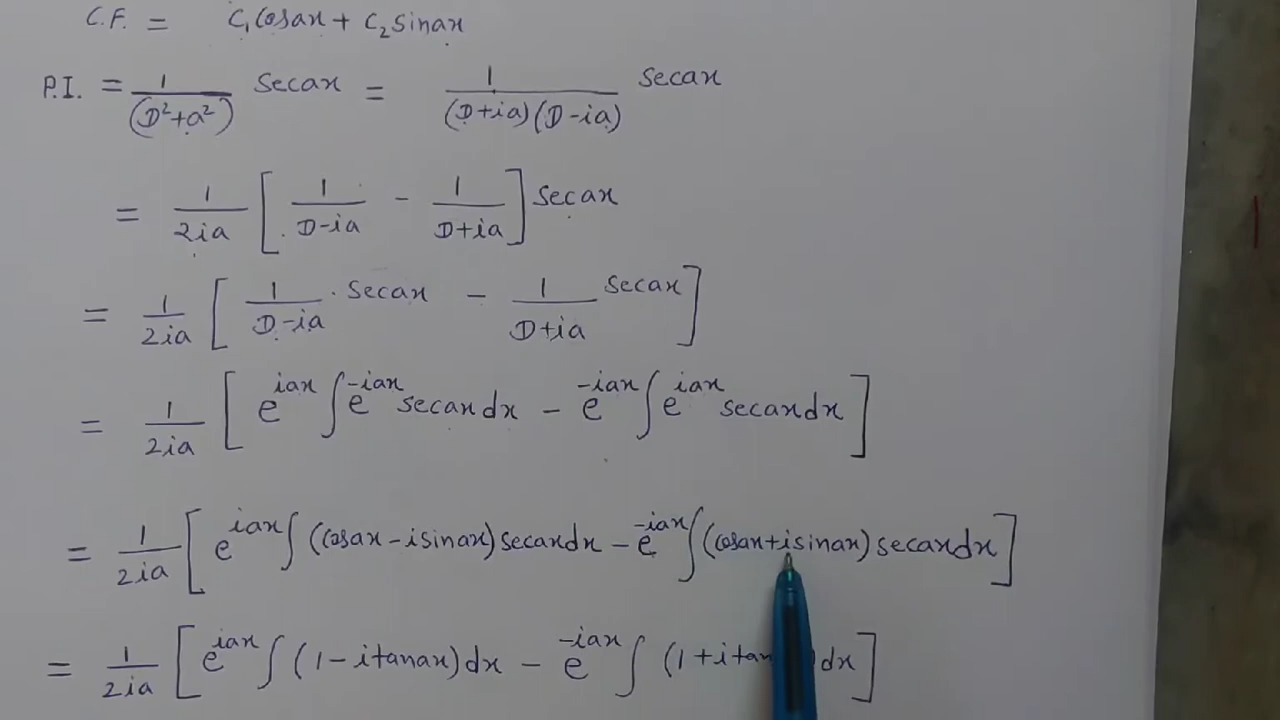 C.F. = C₁cosax + C₂sinax
P.I. = 1/(D²+a²) secax = 1/((D+ia)(D-ia)) secax
= 1/2ia [ 1/D-ia - 1/D+ia ] secax
= 1/2ia [ 1/D-ia . secax - 1/D+ia secax ]
= 1/2ia [ e^iax ∫ e^-iax secax dx - e^-iax ∫ e^iax secax dx ]
= 1/2ia [ e^iax ∫ (cosax - isinax) secax dx - e^-iax ∫ (cosax + isinax) secax dx ]
= 1/2ia [ e^iax ∫ (1 - itanax) dx - e^-iax ∫ (1 + itan ) dx ]